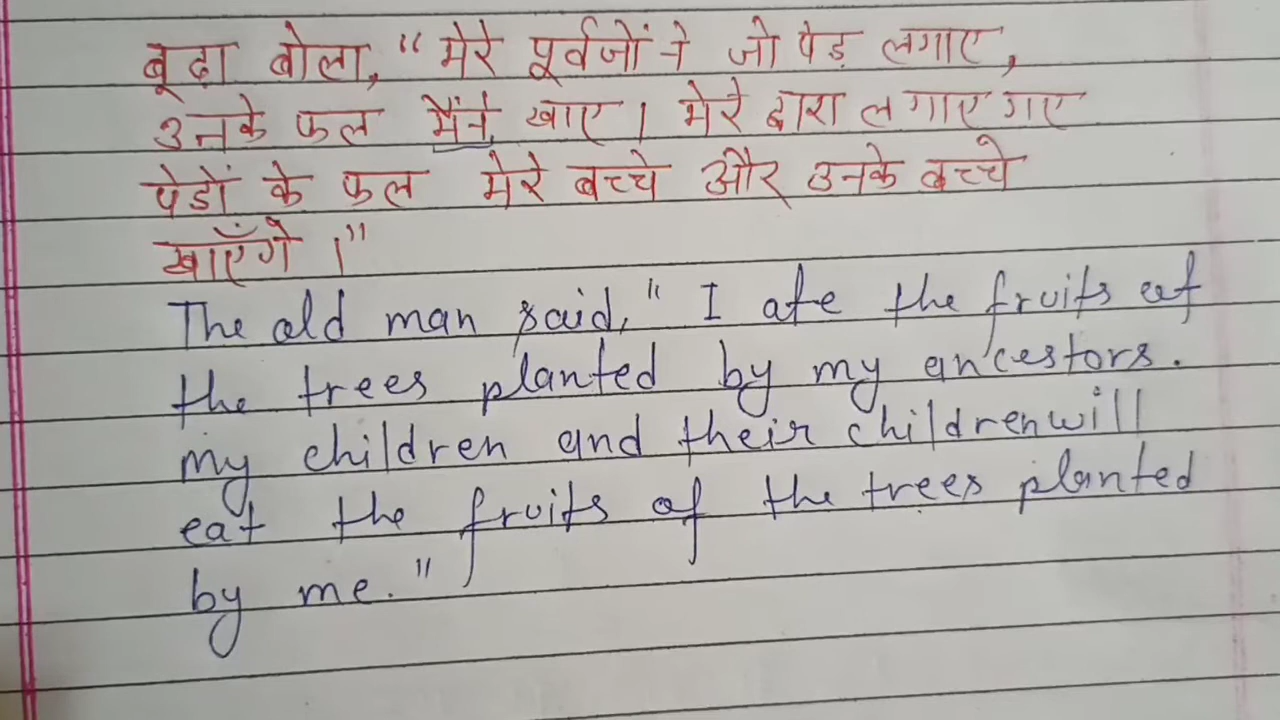 बूढ़ा बोला, "मेरे पूर्वजों ने जो पेड़ लगाए,
उनके फल मैंने खाए। मेरे द्वारा लगाए गए
पेडों के फल मेरे बच्चे और उनके बच्चे
खाएँगे।"
The old man said, " I ate the fruits of
the trees planted by my ancestors.
my children and their children will
eat the fruits of the trees planted
by me."